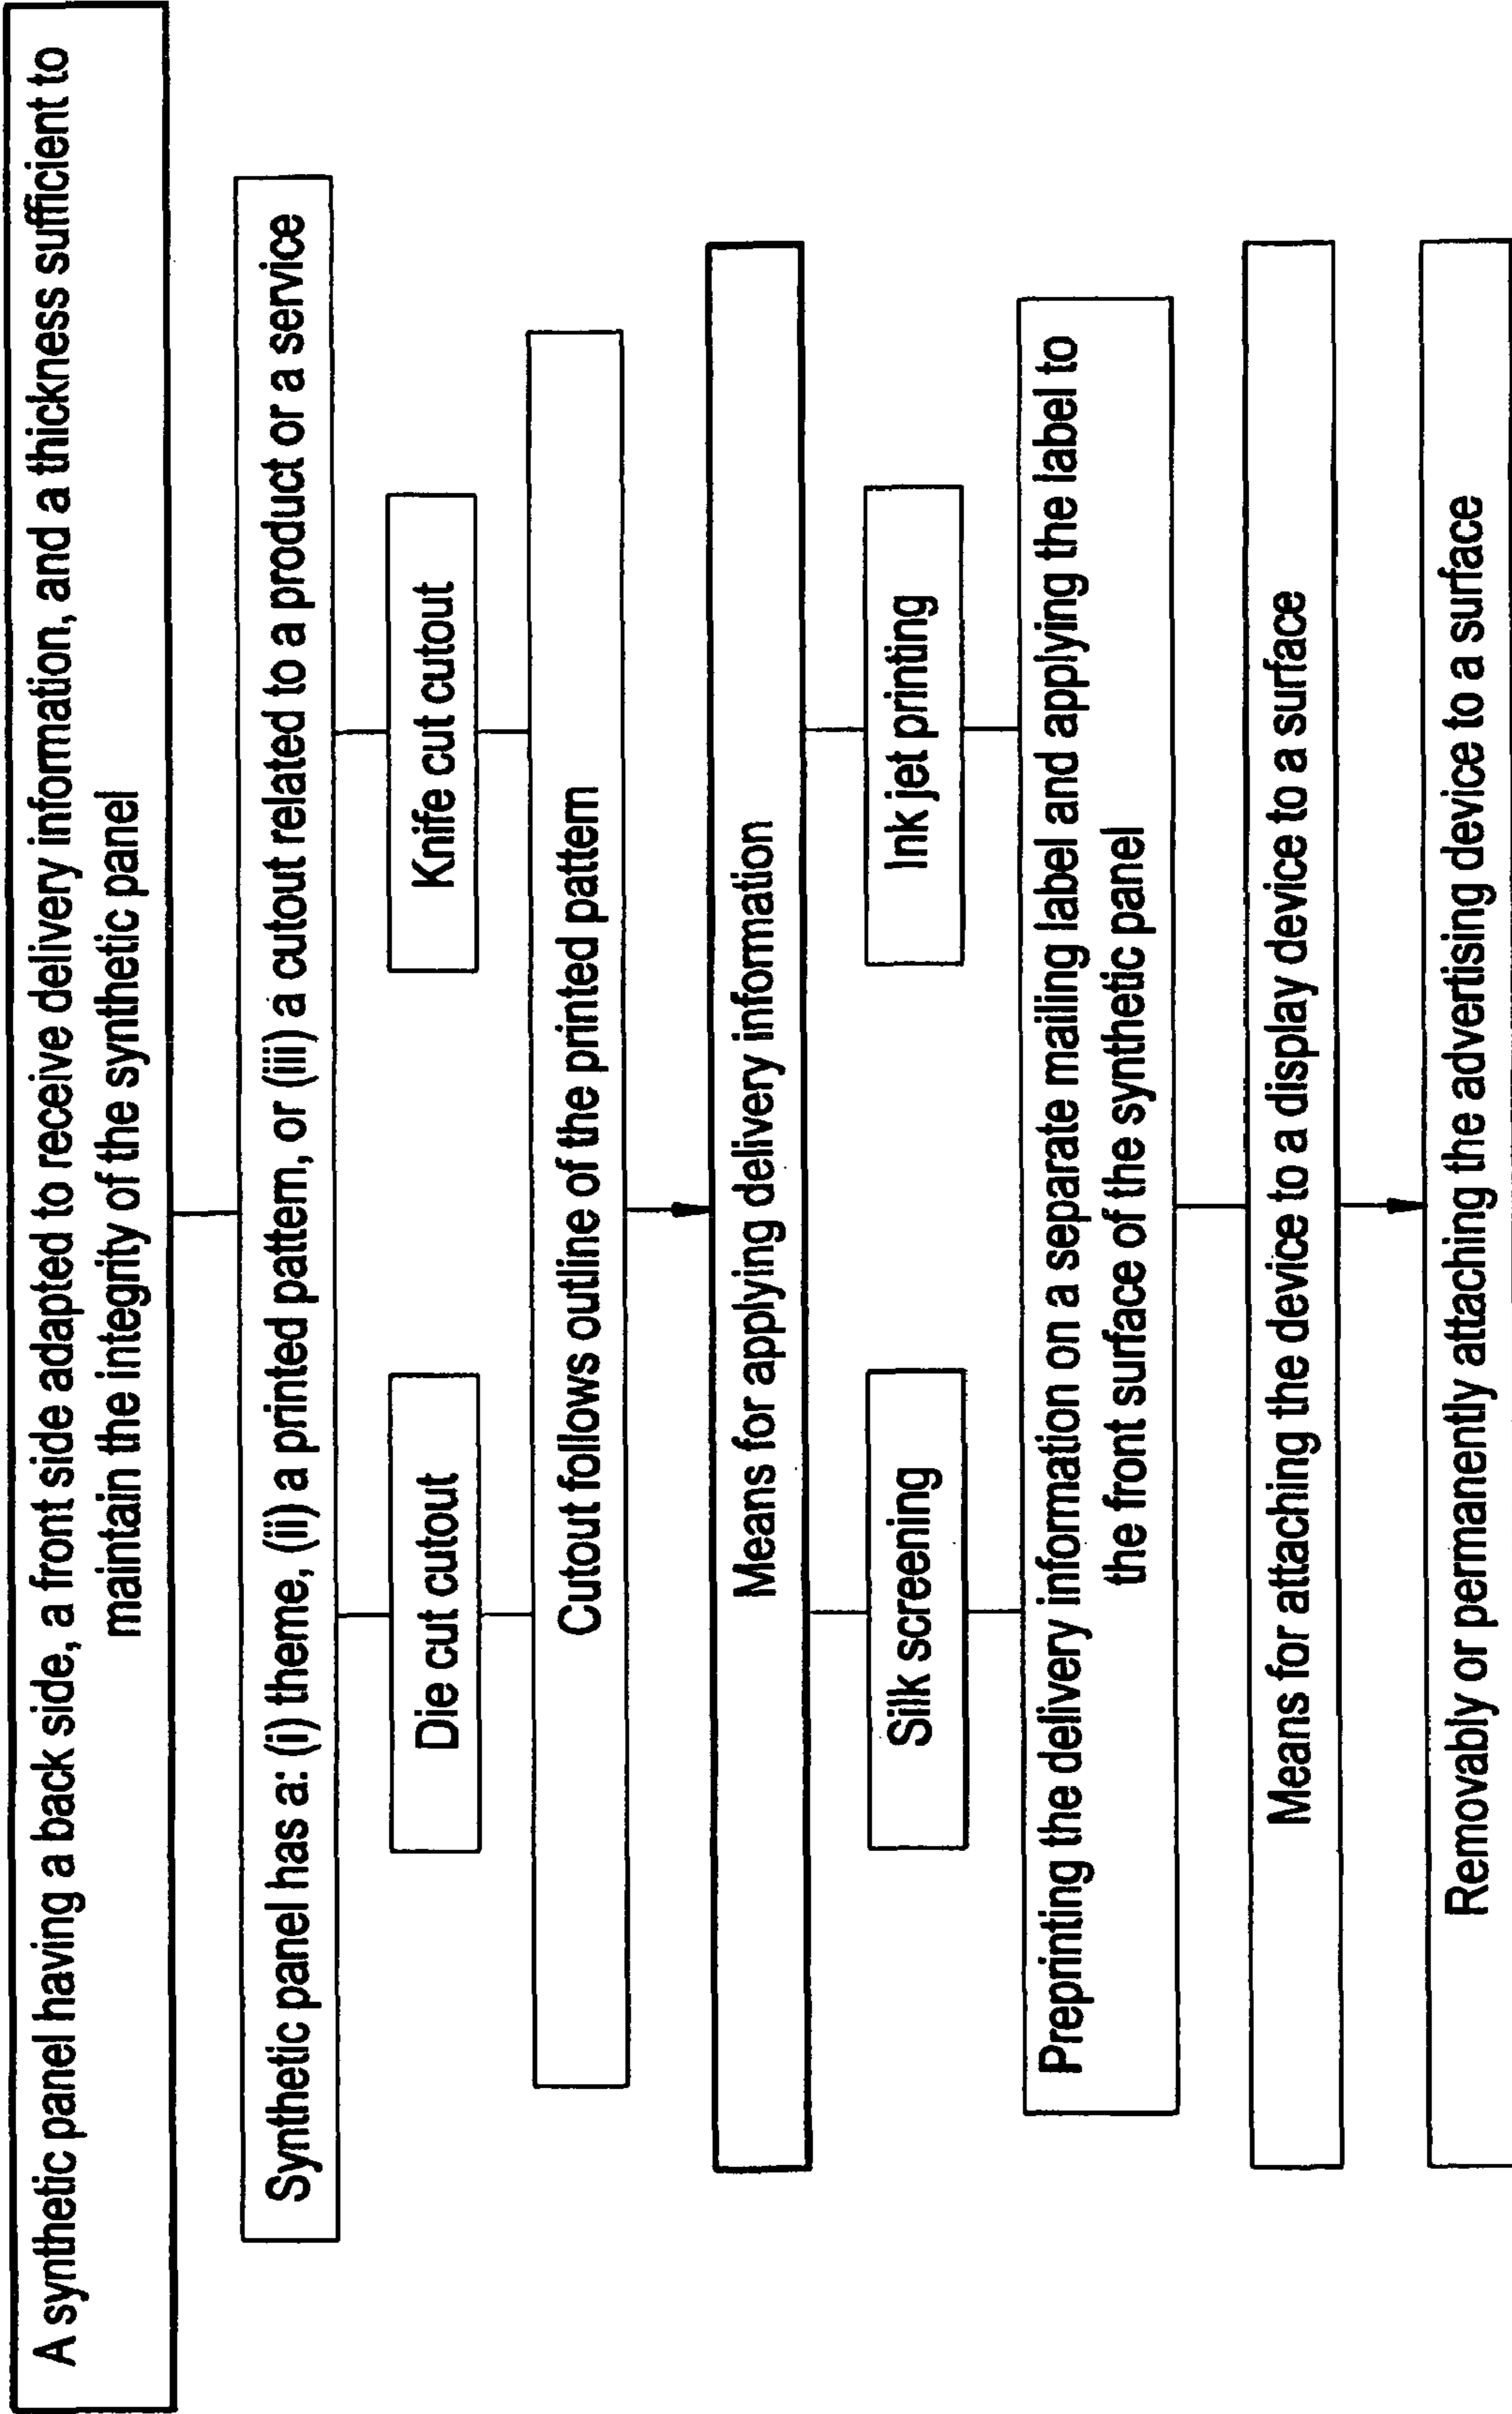 A synthetic panel having a back side, a front side adapted to receive delivery information, and a thickness sufficient to
maintain the integrity of the synthetic panel
Synthetic panel has a: (i) theme, (ii) a printed pattern, or (iii) a cutout related to a product or a service
Die cut cutout
Knife cut cutout
Cutout follows outline of the printed pattern
Means for applying delivery information
Silk screening
Ink jet printing
Preprinting the delivery information on a separate mailing label and applying the label to
the front surface of the synthetic panel
Means for attaching the device to a display device to a surface
Removably or permanently attaching the advertising device to a surface